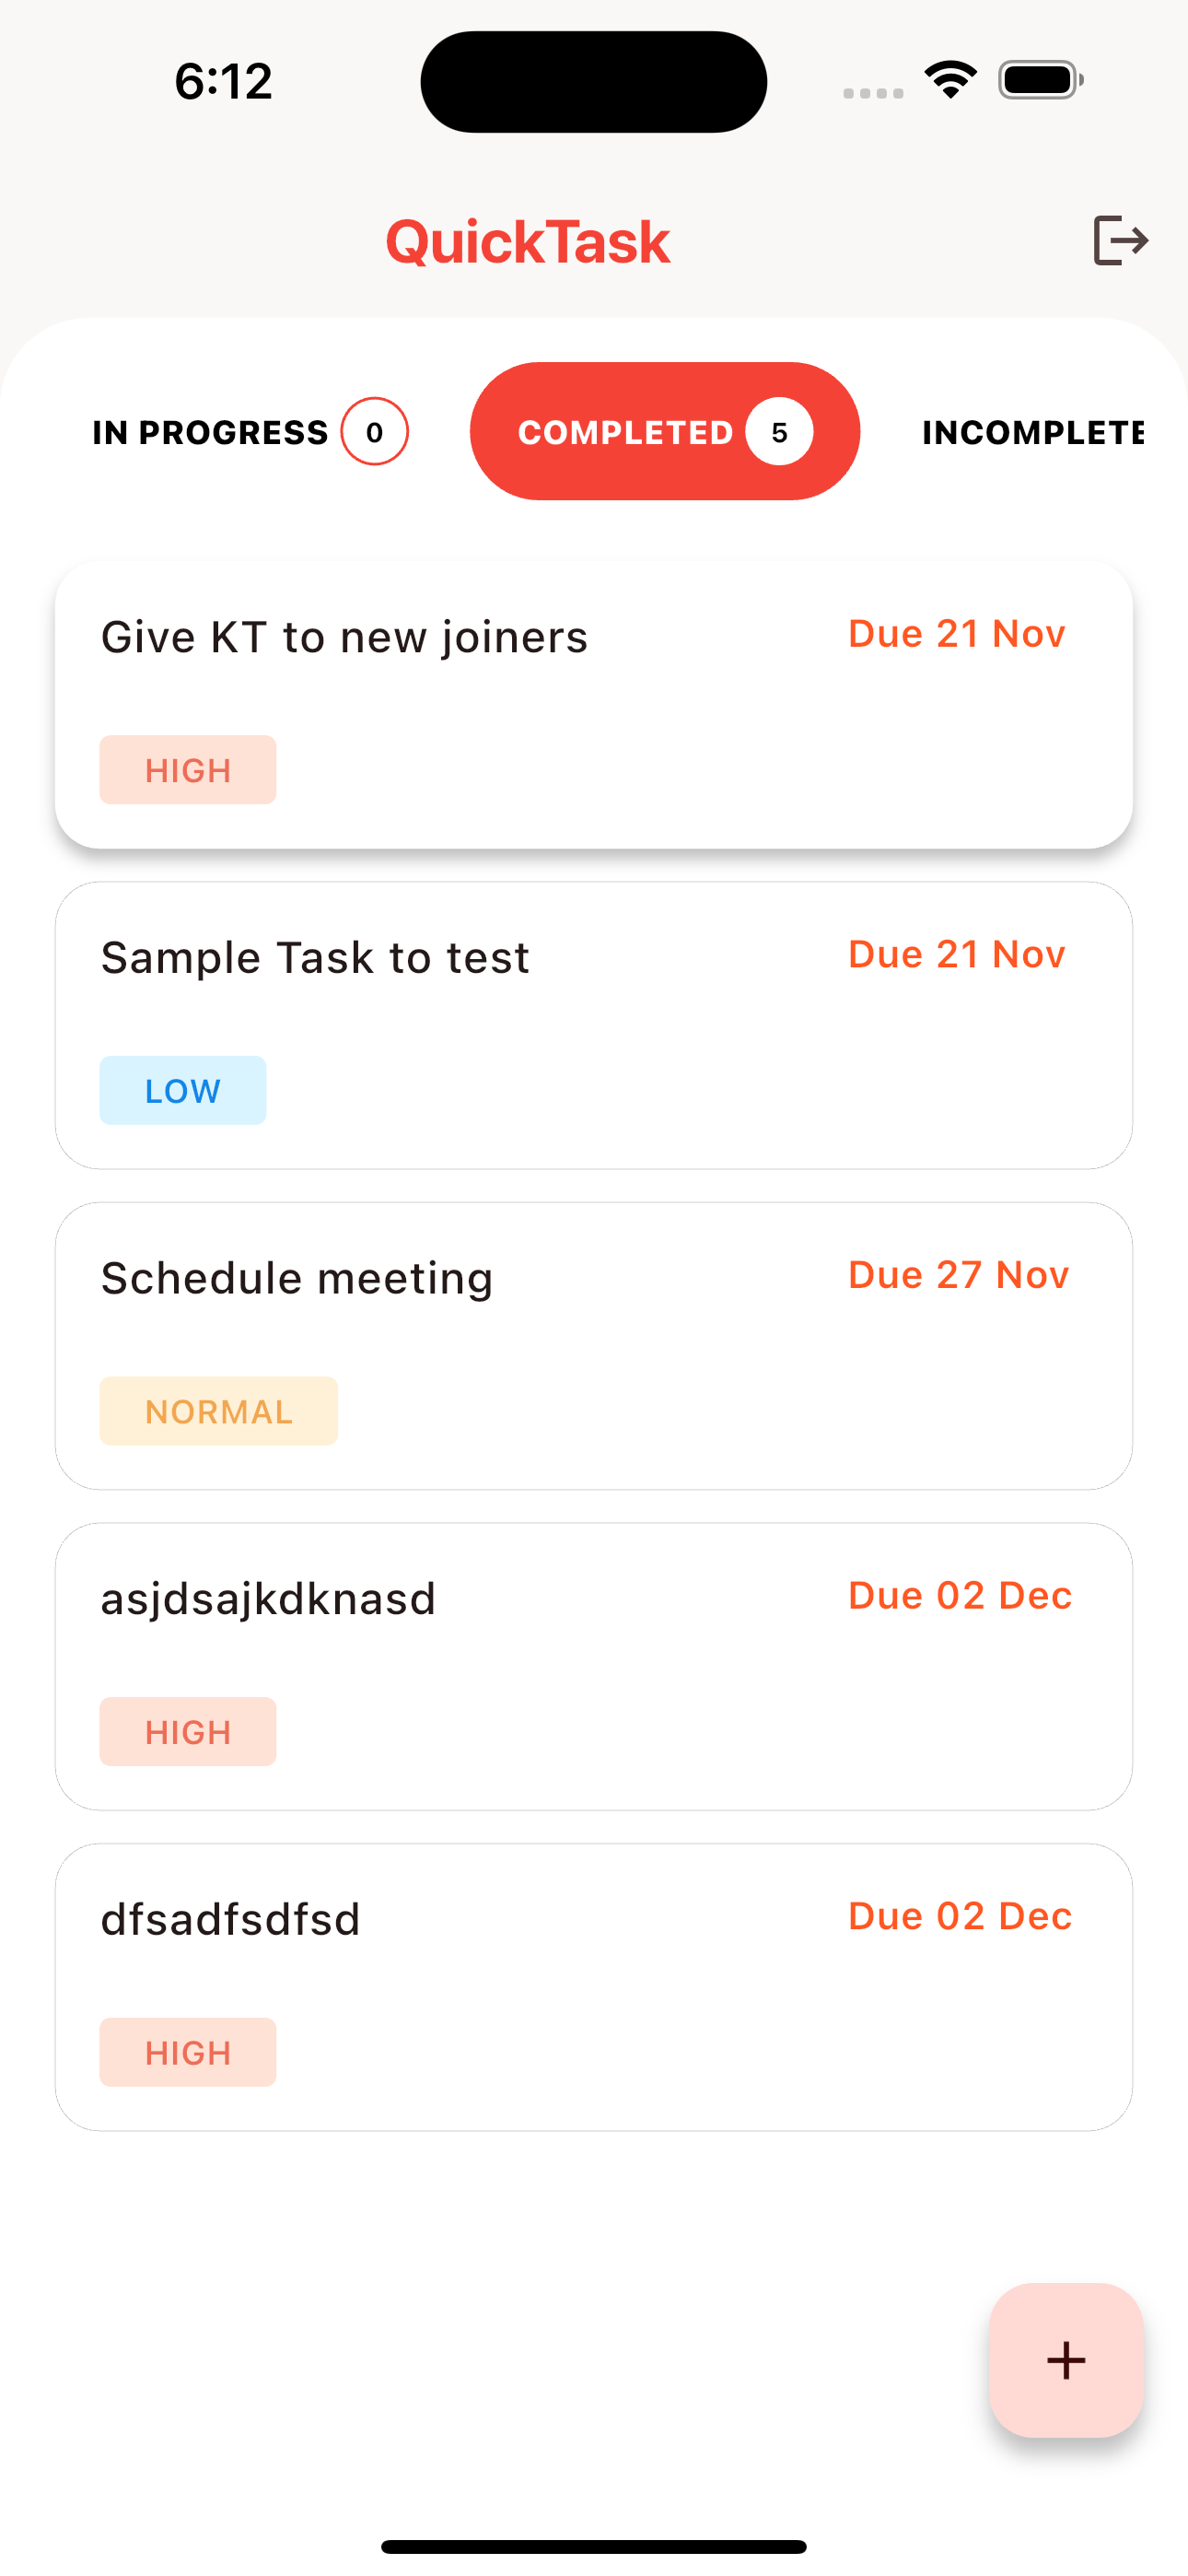 6:12
QuickTask
IN PROGRESS 0 COMPLETED 5 INCOMPLETE
Give KT to new joiners Due 21 Nov
HIGH
Sample Task to test Due 21 Nov
LOW
Schedule meeting Due 27 Nov
NORMAL
asjdsajkdknasd Due 02 Dec
HIGH
dfsadfsdfsd Due 02 Dec
HIGH